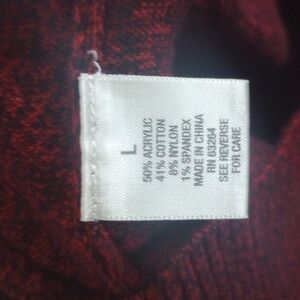 L
50% ACRYLIC
41% COTTON
8% NYLON
1% SPANDEX
MADE IN CHINA
RN 63264
SEE REVERSE
FOR CARE